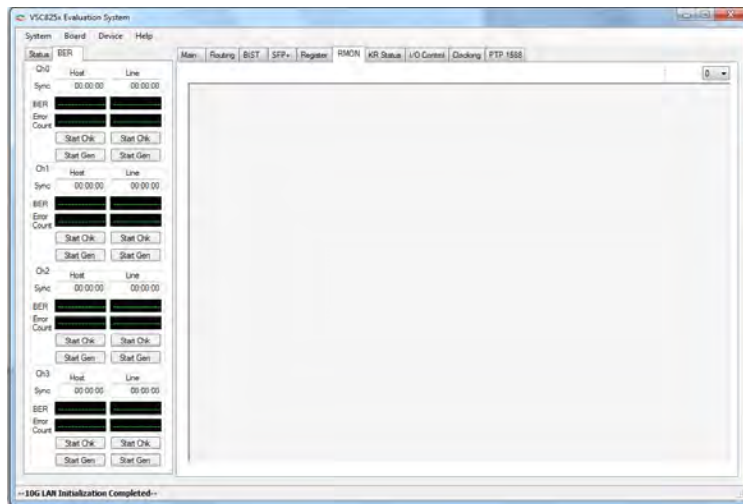 VSC825x Evaluation System
System Board Device Help
Status BER
Main Routing BIST SFP+ Register RMON KR Status I/O Control Clocking PTP 1588
0
Ch0 Host Line
Sync 00:00:00 00:00:00
BER
Error
Count
Start Chk Start Chk
Start Gen Start Gen
Ch1 Host Line
Sync 00:00:00 00:00:00
BER
Error
Count
Start Chk Start Chk
Start Gen Start Gen
Ch2 Host Line
Sync 00:00:00 00:00:00
BER
Error
Count
Start Chk Start Chk
Start Gen Start Gen
Ch3 Host Line
Sync 00:00:00 00:00:00
BER
Error
Count
Start Chk Start Chk
Start Gen Start Gen
--10G LAN Initialization Completed--